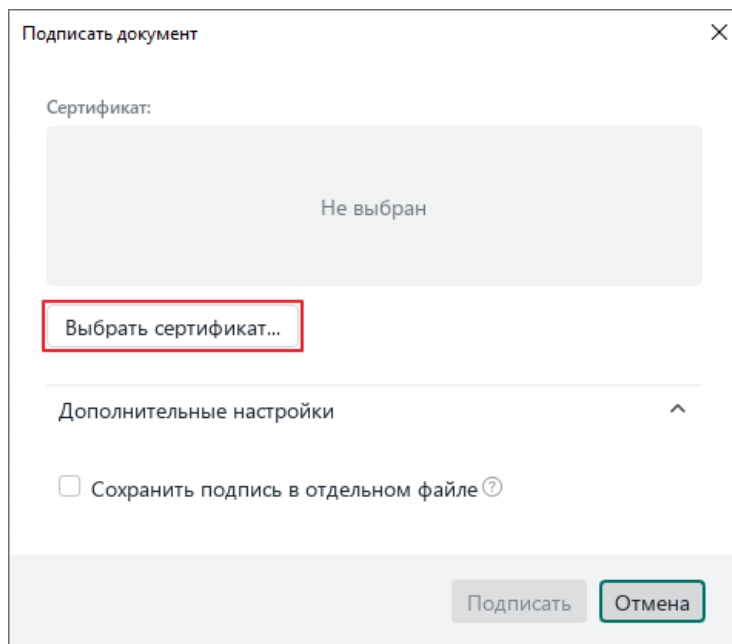 Подписать документ
Сертификат:
Не выбран
Выбрать сертификат...
Дополнительные настройки
Сохранить подпись в отдельном файле ?
Подписать Отмена